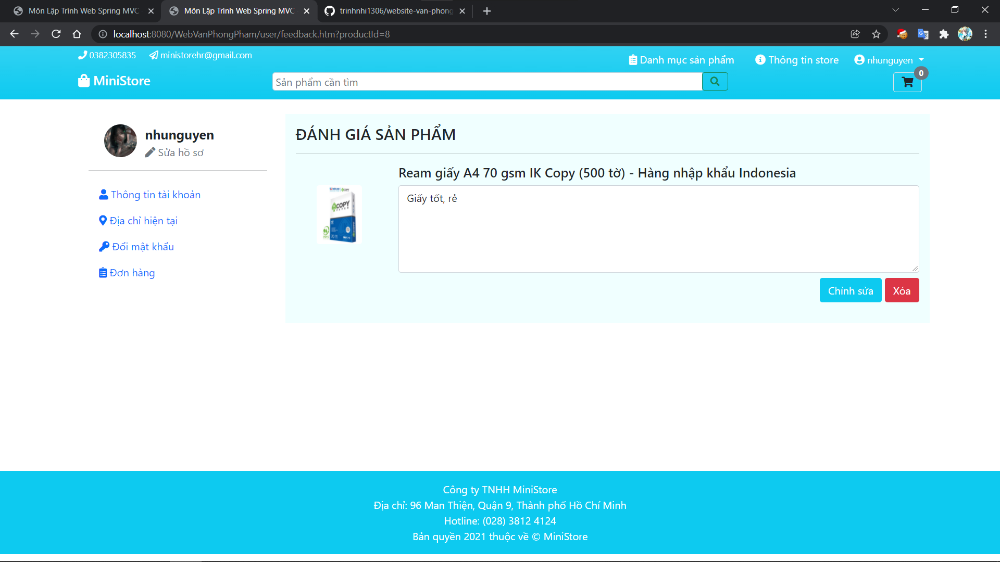 Môn Lập Trình Web Spring MVC
Môn Lập Trình Web Spring MVC
trinhnhi1306/website-van-phong
localhost:8080/WebVanPhongPham/user/feedback.htm?productId=8
0382305835 ministorehr@gmail.com
Danh mục sản phẩm Thông tin store nhunguyen
MiniStore
Sản phẩm cần tìm
0
nhunguyen
Sửa hồ sơ
Thông tin tài khoản
Địa chỉ hiện tại
Đổi mật khẩu
Đơn hàng
ĐÁNH GIÁ SẢN PHẨM
Ream giấy A4 70 gsm IK Copy (500 tờ) - Hàng nhập khẩu Indonesia
COPY
Giấy tốt, rẻ
Chỉnh sửa Xóa
Công ty TNHH MiniStore
Địa chỉ: 96 Man Thiện, Quận 9, Thành phố Hồ Chí Minh
Hotline: (028) 3812 4124
Bản quyền 2021 thuộc về © MiniStore